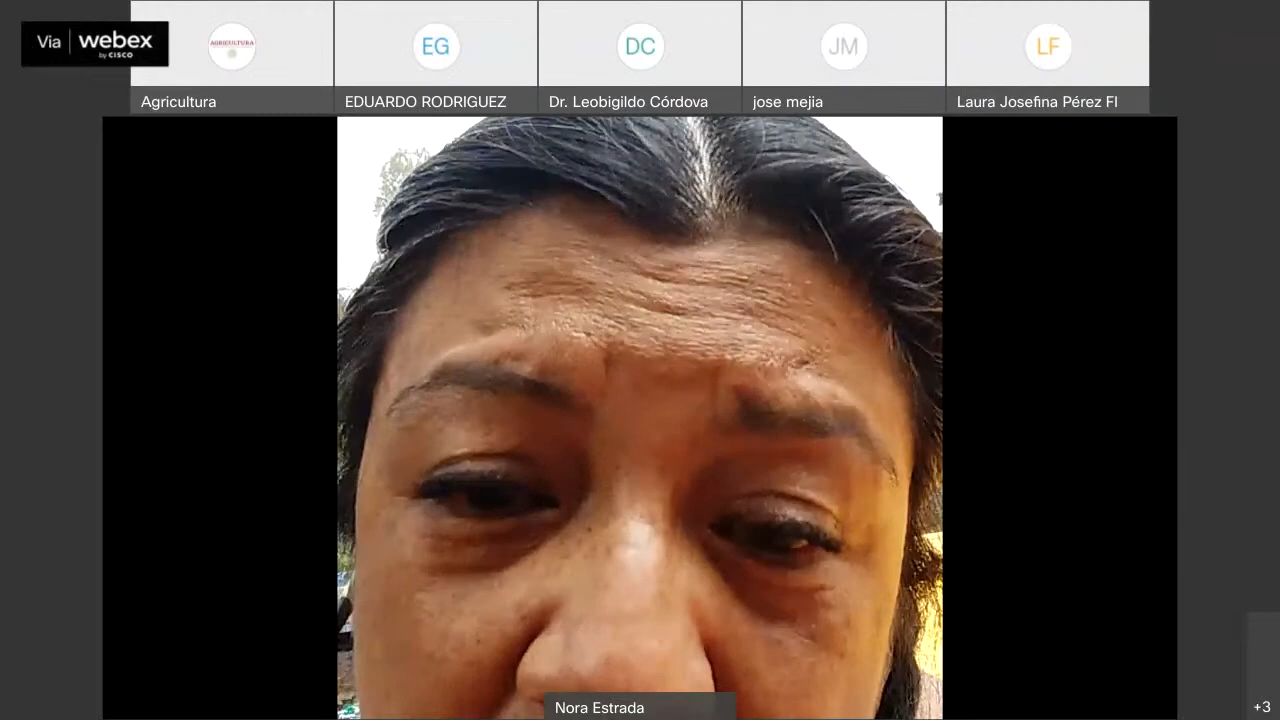 Via webex
by CISCO
AGRICULTURA
EG
DC
JM
LF
Agricultura
EDUARDO RODRIGUEZ
Dr. Leobigildo Córdova
jose mejia
Laura Josefina Pérez Fl
Nora Estrada
+3